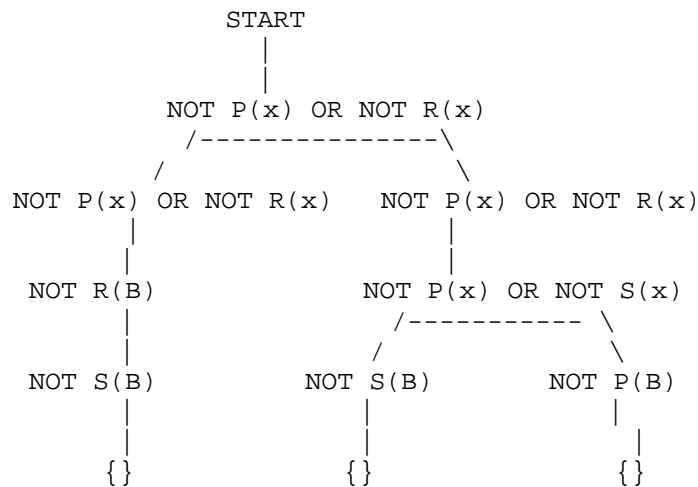 START
|
|
NOT P(x) OR NOT R(x)
/---------------\
/ \
NOT P(x) OR NOT R(x) NOT P(x) OR NOT R(x)
| |
| |
NOT R(B) NOT P(x) OR NOT S(x)
| /----------- \
| / \
NOT S(B) NOT S(B) NOT P(B)
| | |
| | |
{} {} {}